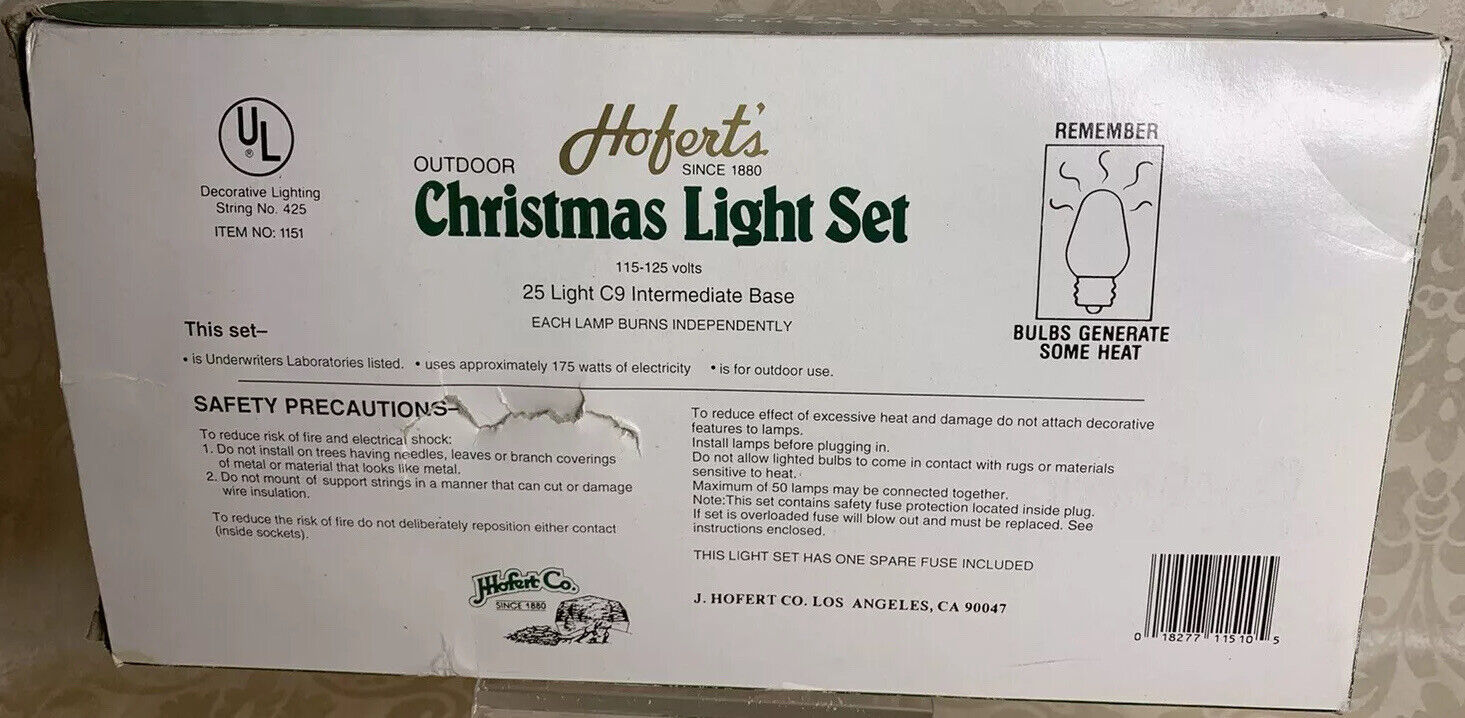 UL
®
Decorative Lighting
String No. 425
ITEM NO: 1151
Hofert's
SINCE 1880
OUTDOOR
Christmas Light Set
115-125 volts
25 Light C9 Intermediate Base
EACH LAMP BURNS INDEPENDENTLY
REMEMBER
BULBS GENERATE
SOME HEAT
This set–
• is Underwriters Laboratories listed. • uses approximately 175 watts of electricity • is for outdoor use.
SAFETY PRECAUTIONS–
To reduce risk of fire and electrical shock:
1. Do not install on trees having needles, leaves or branch coverings
of metal or material that looks like metal.
2. Do not mount of support strings in a manner that can cut or damage
wire insulation.
To reduce the risk of fire do not deliberately reposition either contact
(inside sockets).
To reduce effect of excessive heat and damage do not attach decorative
features to lamps.
Install lamps before plugging in.
Do not allow lighted bulbs to come in contact with rugs or materials
sensitive to heat.
Maximum of 50 lamps may be connected together.
Note:This set contains safety fuse protection located inside plug.
If set is overloaded fuse will blow out and must be replaced. See
instructions enclosed.
THIS LIGHT SET HAS ONE SPARE FUSE INCLUDED
J. HOFERT CO. LOS ANGELES, CA 90047
J.Hofert Co.
SINCE 1880
0 18277 11510 5